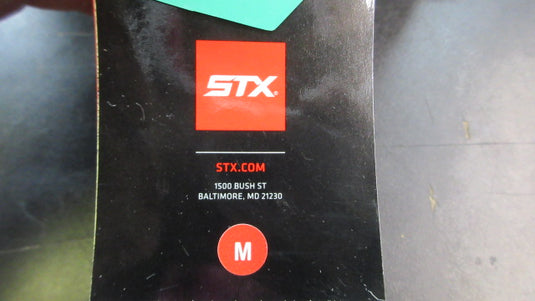 STX®
STX.COM
1500 BUSH ST
BALTIMORE, MD 21230
M